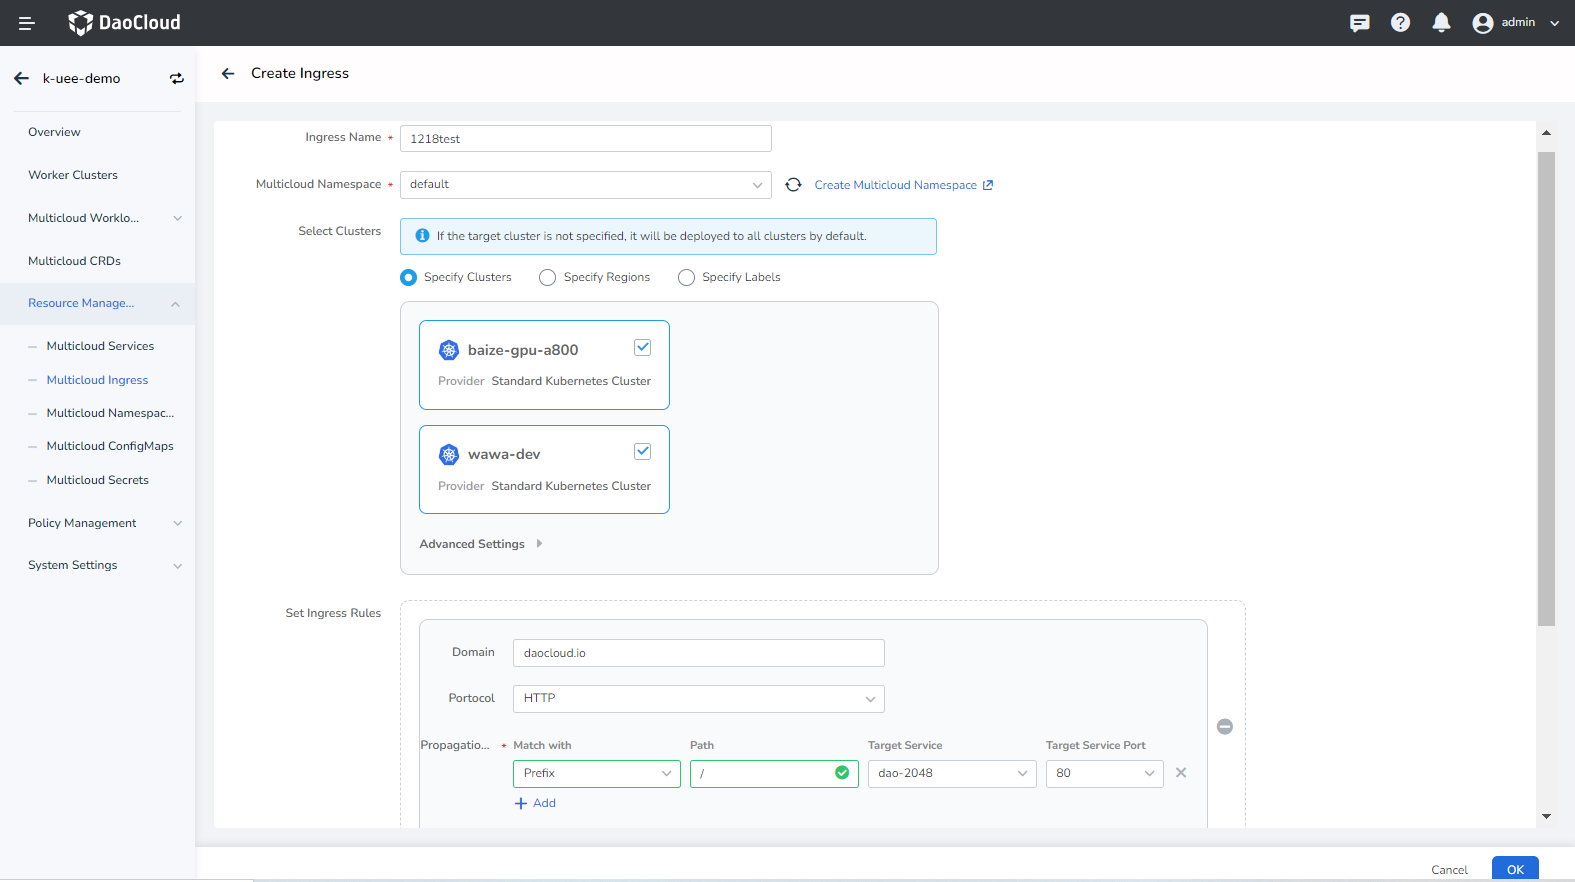 DaoCloud
admin
k-uee-demo
Create Ingress
Overview
Worker Clusters
Multicloud Worklo...
Multicloud CRDs
Resource Manage...
Multicloud Services
Multicloud Ingress
Multicloud Namespac...
Multicloud ConfigMaps
Multicloud Secrets
Policy Management
System Settings
Ingress Name * 1218test
Multicloud Namespace * default Create Multicloud Namespace
Select Clusters
If the target cluster is not specified, it will be deployed to all clusters by default.
Specify Clusters Specify Regions Specify Labels
baize-gpu-a800
Provider Standard Kubernetes Cluster
wawa-dev
Provider Standard Kubernetes Cluster
Advanced Settings
Set Ingress Rules
Domain daocloud.io
Portocol HTTP
Propagatio... * Match with Path Target Service Target Service Port
Prefix / dao-2048 80
+ Add
Cancel OK